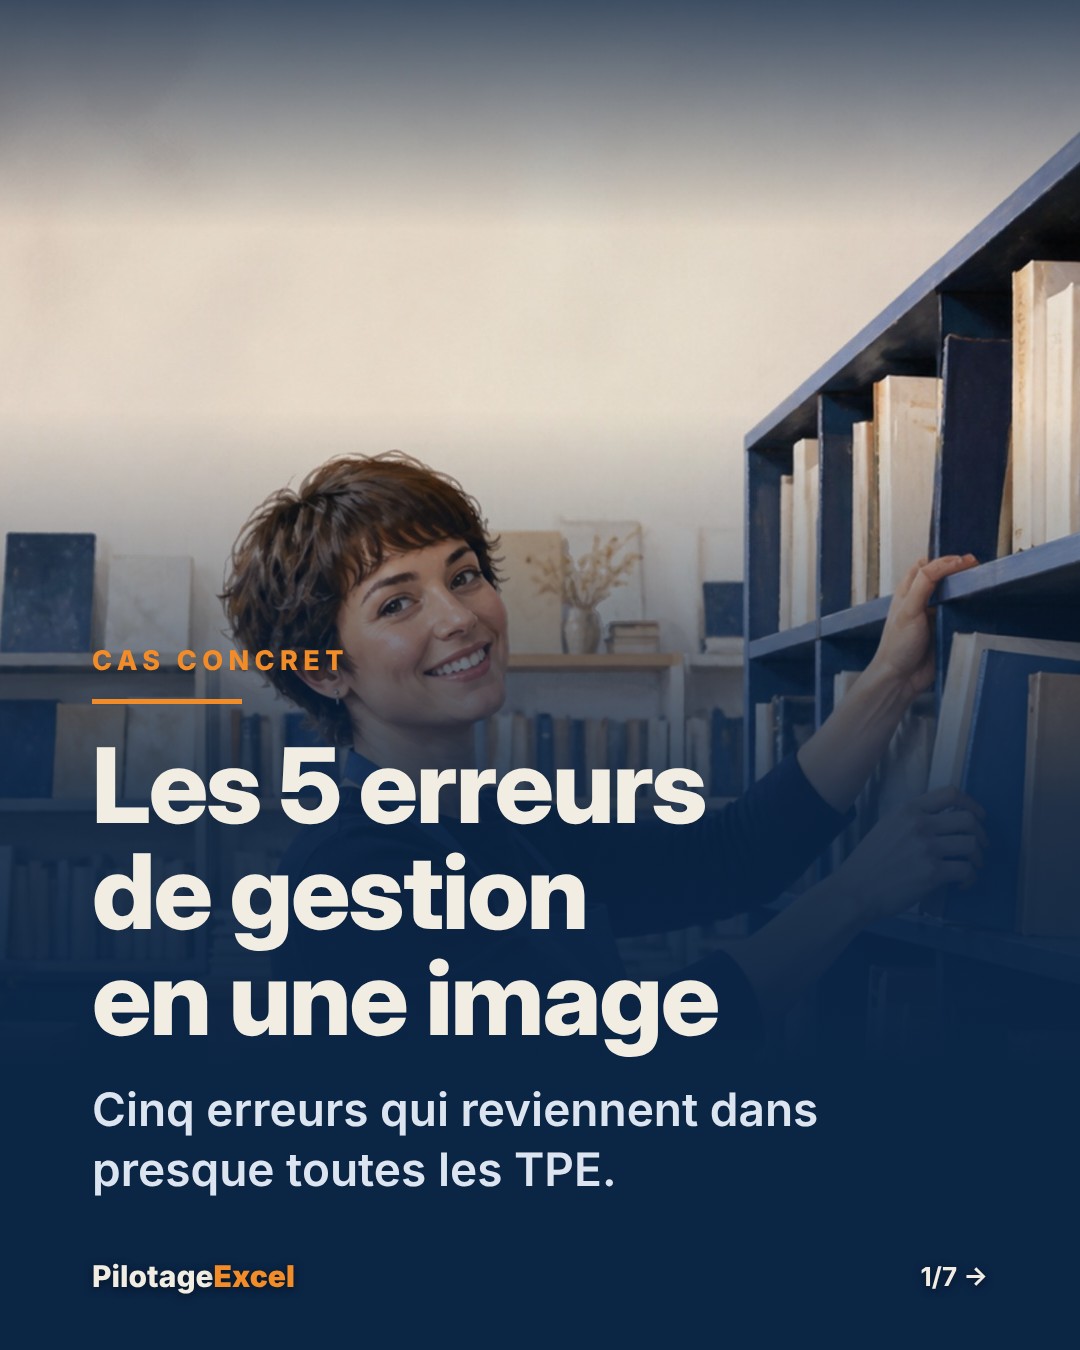 CAS CONCRET
Les 5 erreurs
de gestion
en une image
Cinq erreurs qui reviennent dans
presque toutes les TPE.
PilotageExcel
1/7 →